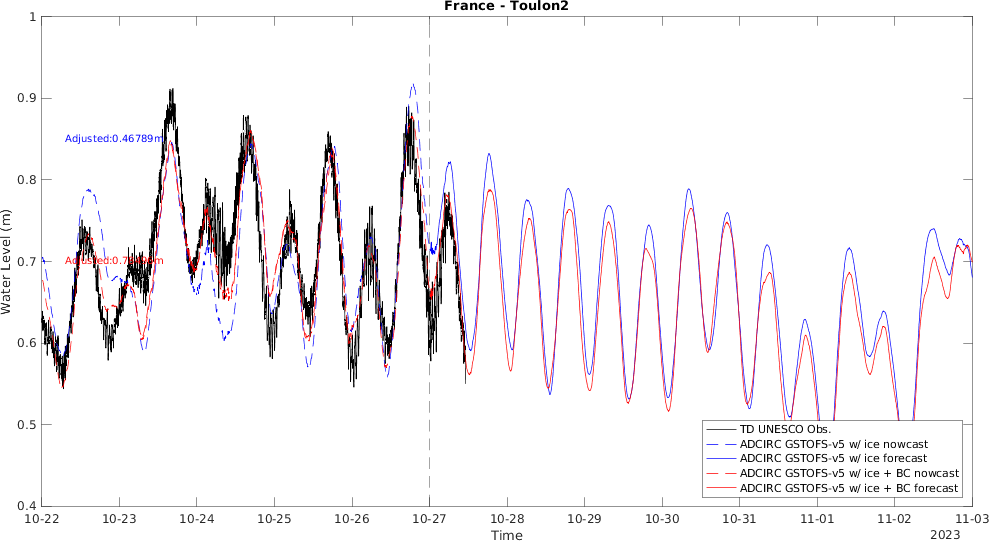 France - Toulon2
Water Level (m)
1
0.9
0.8
0.7
0.6
0.5
0.4
Adjusted:0.46789m
TD UNESCO Obs.
ADCIRC GSTOFS-v5 w/ ice nowcast
ADCIRC GSTOFS-v5 w/ ice forecast
ADCIRC GSTOFS-v5 w/ ice + BC nowcast
ADCIRC GSTOFS-v5 w/ ice + BC forecast
10-22 10-23 10-24 10-25 10-26 10-27 10-28 10-29 10-30 10-31 11-01 11-02 11-03
Time
2023